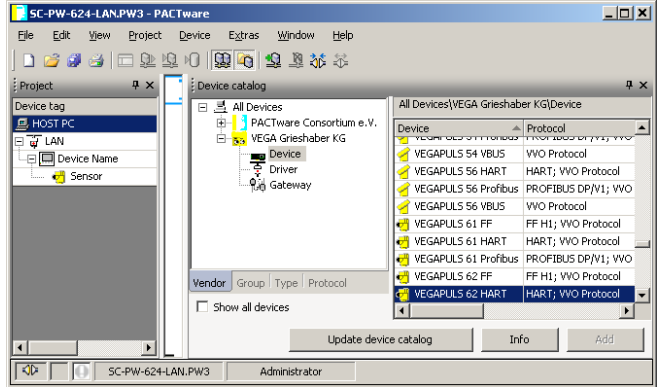 SC-PW-624-LAN.PW3 - PACTware
File Edit View Project Device Extras Window Help
Project
Device tag
HOST PC
LAN
Device Name
Sensor
Device catalog
All Devices
PACTware Consortium e.V.
VEGA Grieshaber KG
Device
Driver
Gateway
Vendor Group Type Protocol
Show all devices
All Devices\VEGA Grieshaber KG\Device
Device Protocol
VEGAPULS 54 VBUS VVO Protocol
VEGAPULS 56 HART HART; VVO Protocol
VEGAPULS 56 Profibus PROFIBUS DP/V1; VVO
VEGAPULS 56 VBUS VVO Protocol
VEGAPULS 61 FF FF H1; VVO Protocol
VEGAPULS 61 HART HART; VVO Protocol
VEGAPULS 61 Profibus PROFIBUS DP/V1; VVO
VEGAPULS 62 FF FF H1; VVO Protocol
VEGAPULS 62 HART HART; VVO Protocol
Update device catalog Info Add
SC-PW-624-LAN.PW3 Administrator